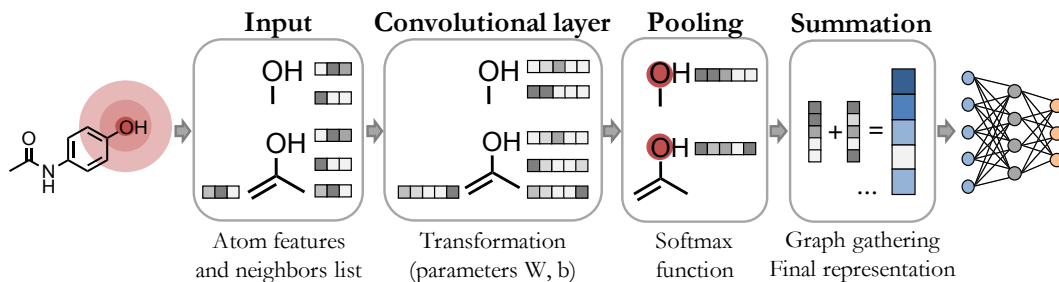 Input
Convolutional layer
Pooling
Summation
O
N
H
OH
OH
OH
OH
OH
OH
OH
+
=
...
Atom features
and neighbors list
Transformation
(parameters W, b)
Softmax
function
Graph gathering
Final representation